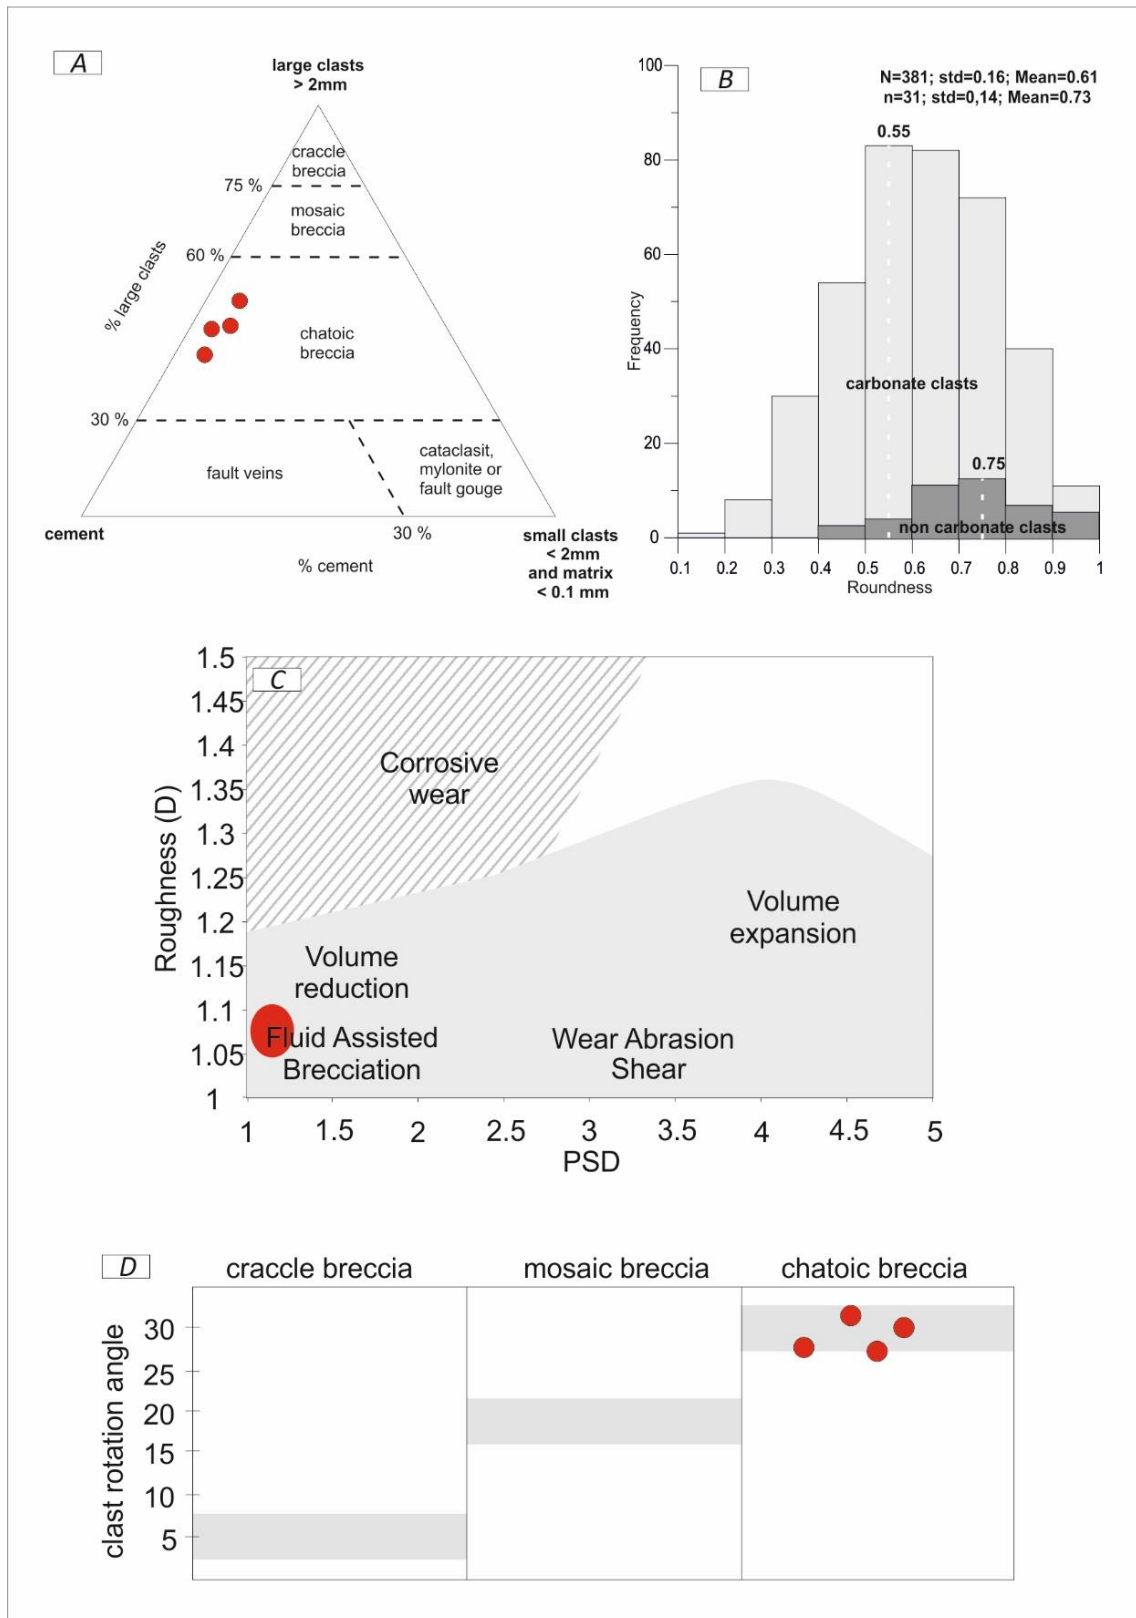 A
large clasts
> 2mm
craccle
breccia
75 %
mosaic
breccia
60 %
% large clasts
chatoic
breccia
30 %
fault veins
cataclasit,
mylonite or
fault gouge
cement
30 %
small clasts
< 2mm
and matrix
< 0.1 mm
% cement
B
N=381; std=0.16; Mean=0.61
n=31; std=0,14; Mean=0.73
100
80
60
40
20
0
Frequency
0.55
carbonate clasts
0.75
non carbonate clasts
0.1 0.2 0.3 0.4 0.5 0.6 0.7 0.8 0.9 1
Roundness
C
1.5
1.45
1.4
1.35
1.3
1.25
1.2
1.15
1.1
1.05
1
Roughness (D)
Corrosive
wear
Volume
expansion
Volume
reduction
Fluid Assisted
Brecciation
Wear Abrasion
Shear
1 1.5 2 2.5 3 3.5 4 4.5 5
PSD
D
craccle breccia mosaic breccia chatoic breccia
clast rotation angle
30
25
20
15
10
5